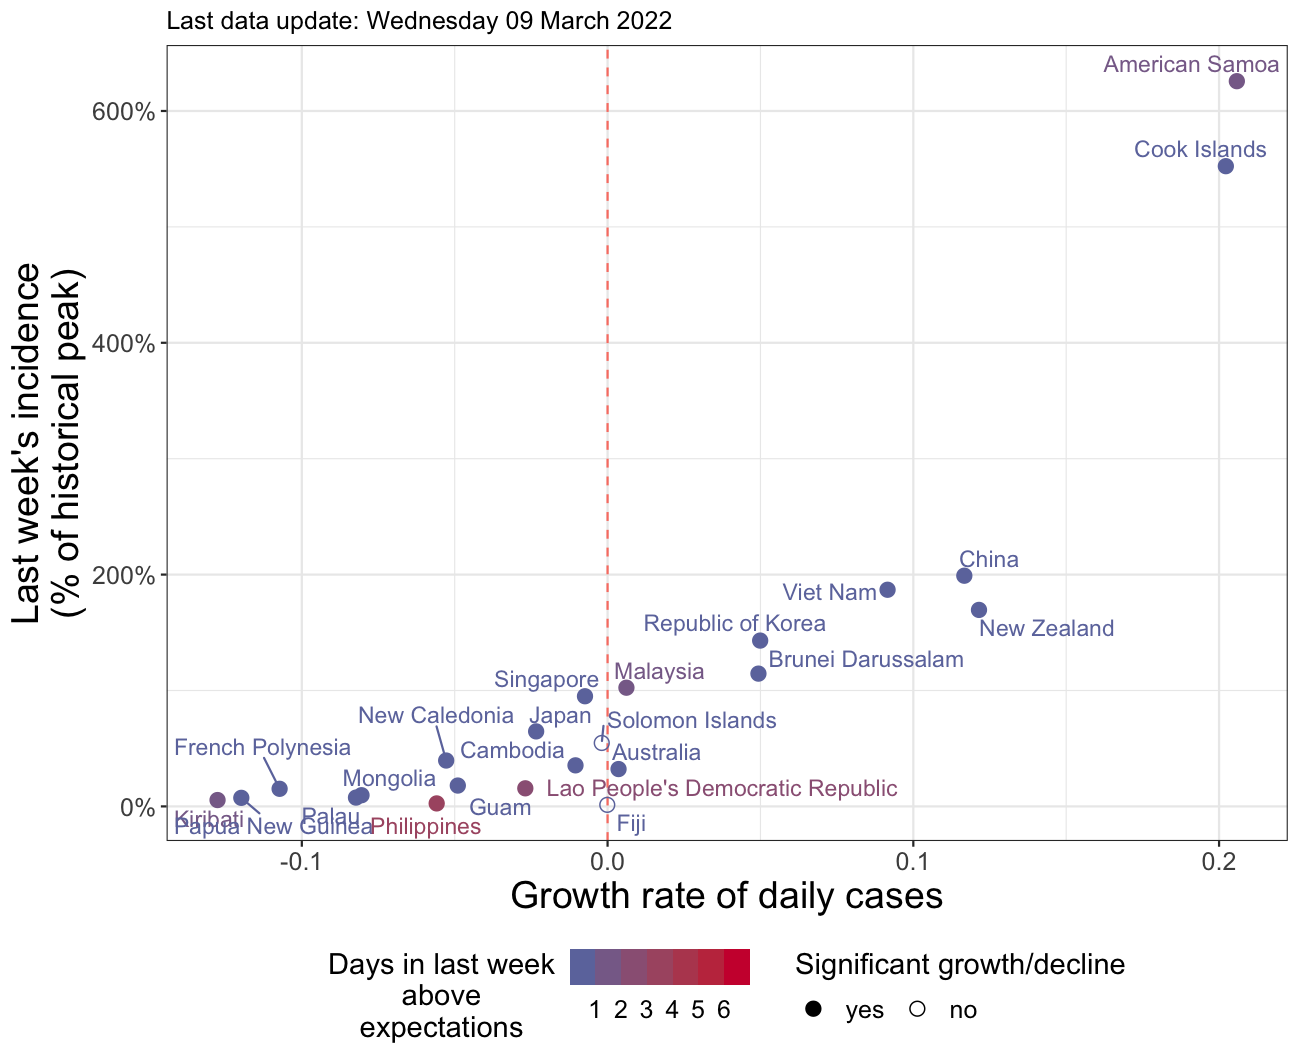 Last data update: Wednesday 09 March 2022
American Samoa
600%
Cook Islands
Last week's incidence
(% of historical peak)
400%
China
200%
Viet Nam
Republic of Korea
New Zealand
Brunei Darussalam
Malaysia
Singapore
New Caledonia
Japan
Solomon Islands
French Polynesia
Cambodia
Australia
Mongolia
Lao People's Democratic Republic
0%
Guam
Kiribati
Palau
Papua New Guinea
Philippines
Fiji
-0.1
0.0
0.1
0.2
Growth rate of daily cases
Days in last week
above
expectations
1 2 3 4 5 6
Significant growth/decline
yes
no